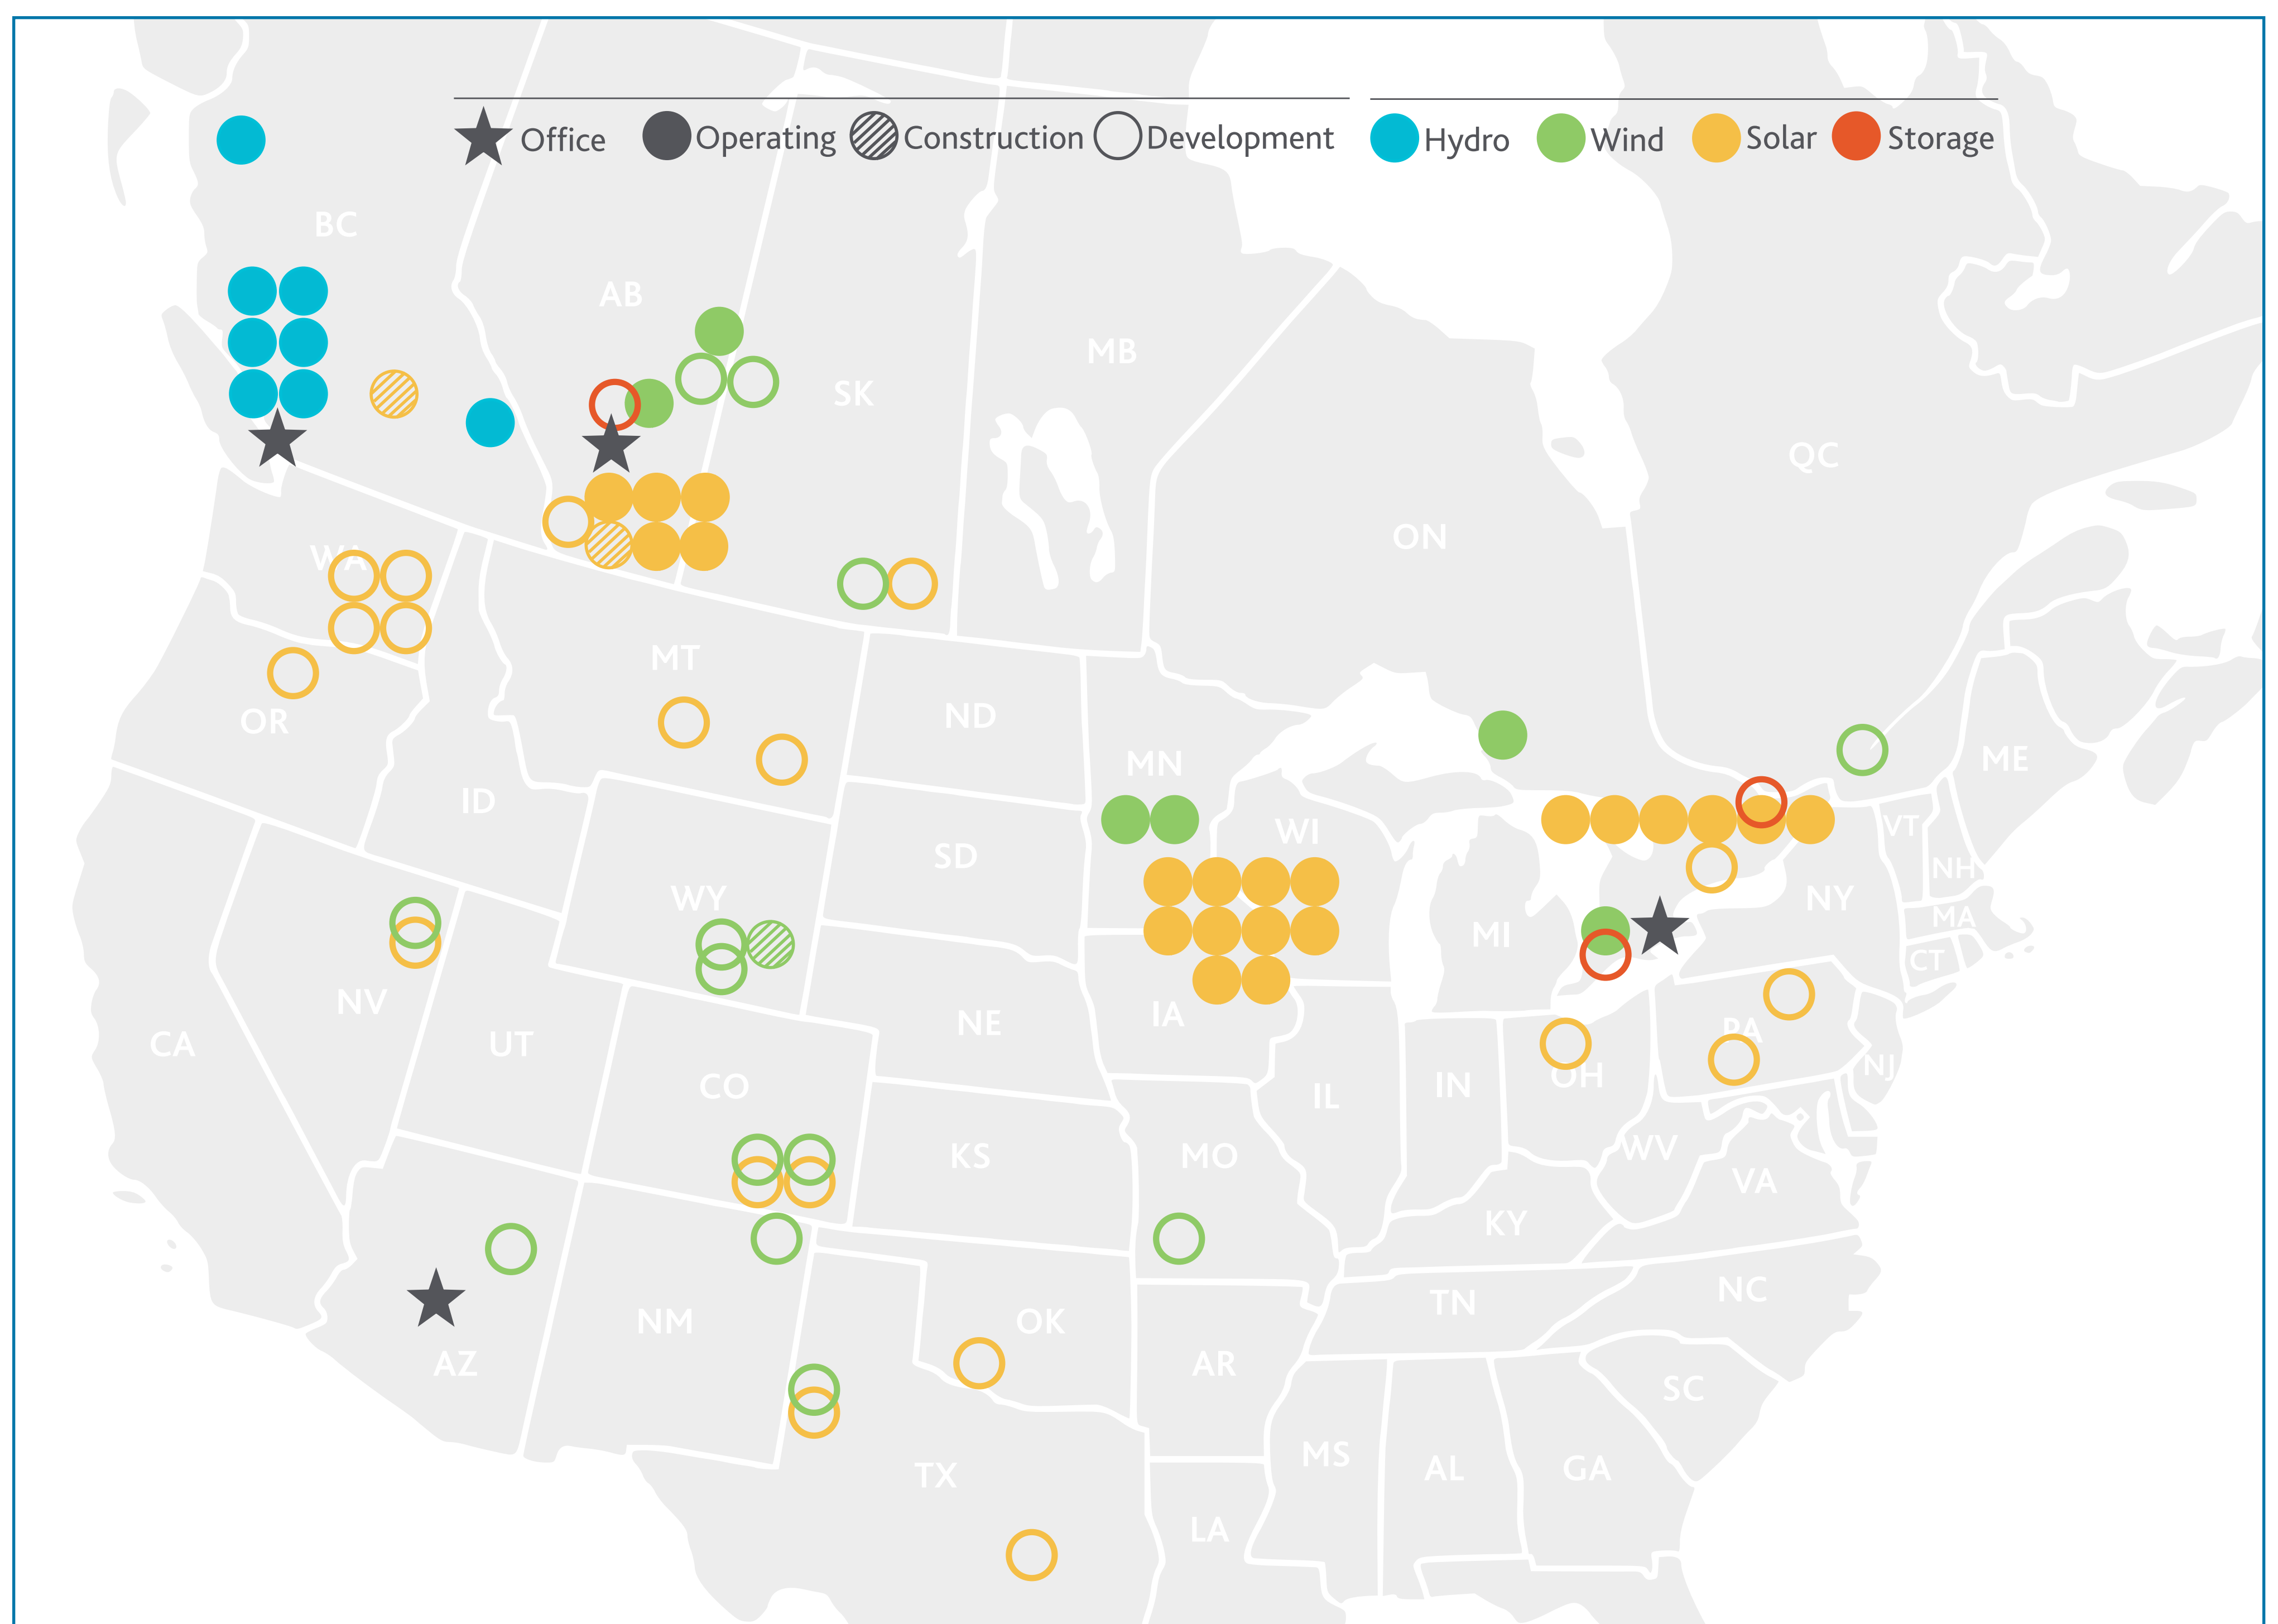 Office Operating Construction Development Hydro Wind Solar Storage
BC
AB
MB
SK
QC
ON
WA
MT
OR
ND
MN
ME
ID
SD
WI
VT
NH
WY
NY
MA
MI
CT
NV
IA
NE
PA
CA
UT
CO
NJ
OH
IN
IL
KS
MO
WV
VA
KY
NM
OK
TN
NC
AZ
AR
SC
TX
MS
AL
GA
LA